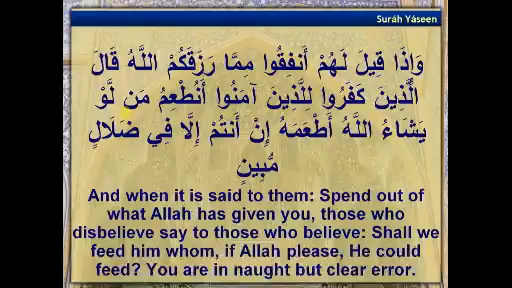 Suráh Yáseen
وَإِذَا قِيلَ لَهُمْ أَنفِقُوا مِمَّا رَزَقَكُمْ اللَّهُ قَالَ
الَّذِينَ كَفَرُوا لِلَّذِينَ آمَنُوا أَنُطْعِمُ مَن لَّوْ
يَشَاءُ اللَّهُ أَطْعَمَهُ إِنْ أَنتُمْ إِلَّا فِي ضَلَالٍ
مُّبِينٍ
And when it is said to them: Spend out of
what Allah has given you, those who
disbelieve say to those who believe: Shall we
feed him whom, if Allah please, He could
feed? You are in naught but clear error.